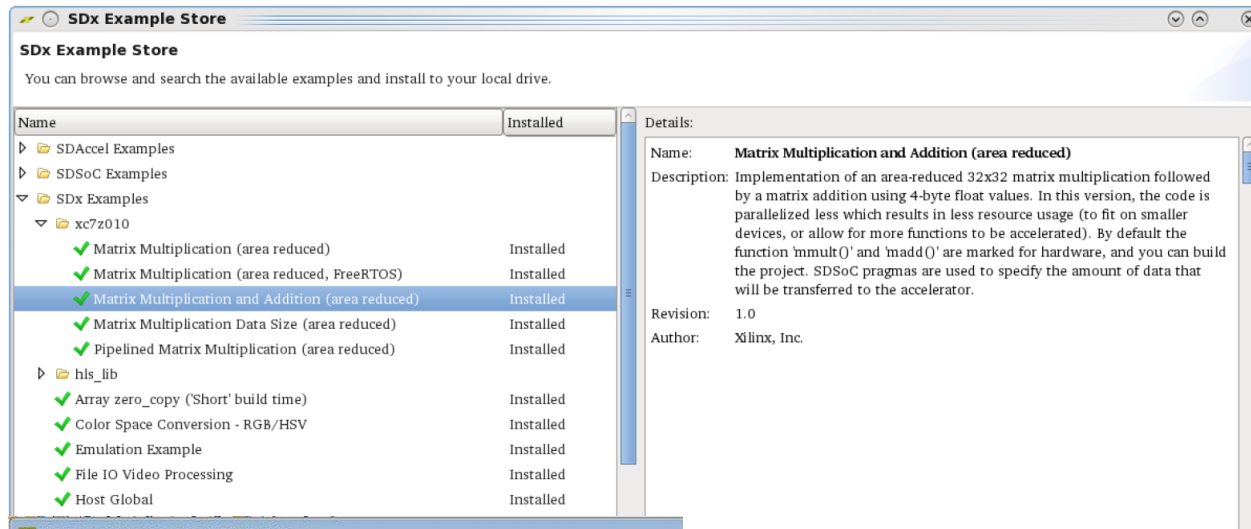 SDx Example Store
SDx Example Store
You can browse and search the available examples and install to your local drive.
Name Installed
SDAccel Examples
SDSoC Examples
SDx Examples
xc7z010
Matrix Multiplication (area reduced) Installed
Matrix Multiplication (area reduced, FreeRTOS) Installed
Matrix Multiplication and Addition (area reduced) Installed
Matrix Multiplication Data Size (area reduced) Installed
Pipelined Matrix Multiplication (area reduced) Installed
hls_lib
Array zero_copy ('Short' build time) Installed
Color Space Conversion - RGB/HSV Installed
Emulation Example Installed
File IO Video Processing Installed
Host Global Installed
Details:
Name: Matrix Multiplication and Addition (area reduced)
Description: Implementation of an area-reduced 32x32 matrix multiplication followed
by a matrix addition using 4-byte float values. In this version, the code is
parallelized less which results in less resource usage (to fit on smaller
devices, or allow for more functions to be accelerated). By default the
function 'mmult()' and 'madd()' are marked for hardware, and you can build
the project. SDSoC pragmas are used to specify the amount of data that
will be transferred to the accelerator.
Revision: 1.0
Author: Xilinx, Inc.